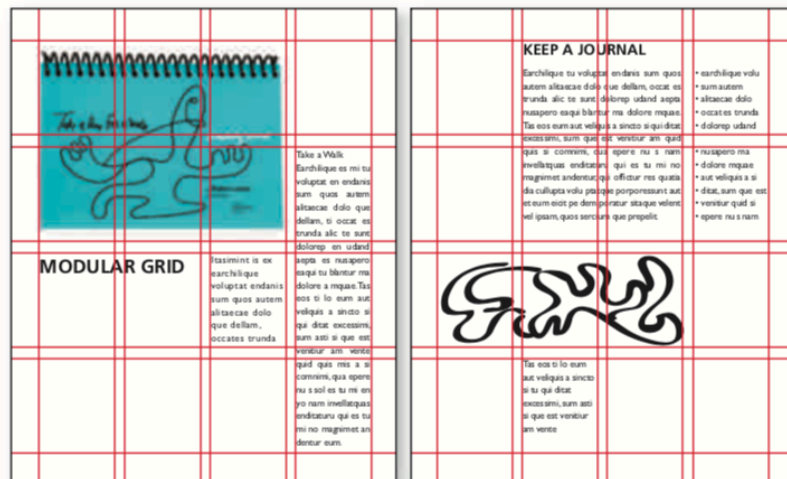 MODULAR GRID
Itasimint is ex
earchilique
voluptat endanis
sum quos autem
alitaecae dolo
que dellam,
occates trunda
Take a Walk
Earchilique es mi tu
voluptat en endanis
sum quos autem
alitaecae dolo que
dellam, ti occat es
trunda alic te sunt
dolorep en udand
aepta es nusapero
eaqui tu blantur ma
dolore a mquae. Tas
eos ti lo eum aut
veliquis a sincto si
qui ditat excessimi,
sum asti si que est
venitiur am vente
quid quis mis a si
comnimi, qua epere
nu s sol es tu mi en
yo nam invellatquas
enditaturu qui es tu
mi no magnimet an
dentur eum.
KEEP A JOURNAL
Earchilique tu voluptat endanis sum quos
autem alitaecae dolo que dellam, occat es
trunda alic te sunt dolorep udand aepta
nusapero eaqui blantur ma dolore mquae.
Tas eos eum aut veliquis a sincto si qui ditat
excessimi, sum que est venitiur am quid
quis si comnimi, qua epere nu s nam
invellatquas enditaturu qui es tu mi no
magnimet andentur, qui offictur res quatia
dia cullupta volu ptatque porporessunt aut
et eum eicit pe dem poratur sitaque velent
vel ipsam, quos sercium que prepelit
• earchilique volu
• sum autem
• alitaecae dolo
• occat es trunda
• dolorep udand
• nusapero ma
• dolore mquae
• aut veliquis a si
• ditat, sum que est
• venitiur quid si
• epere nu s nam
Tas eos ti lo eum
aut veliquis a sincto
si tu qui ditat
excessimi, sum asti
si que est venitiur
am vente